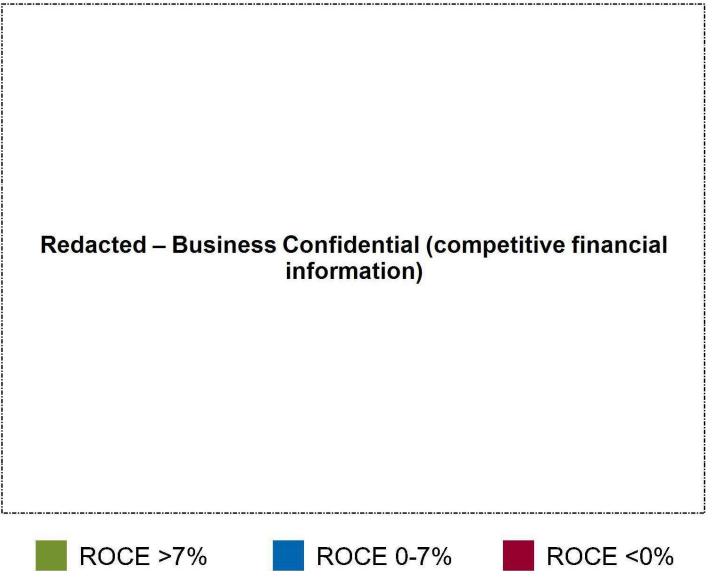 Redacted – Business Confidential (competitive financial
information)
ROCE >7% ROCE 0-7% ROCE <0%